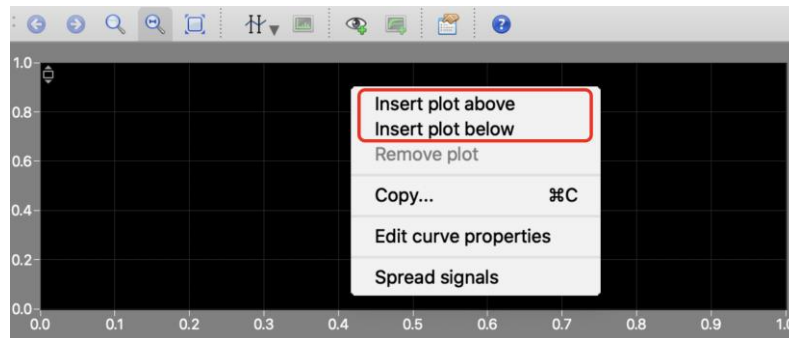 1.0
0.8
0.6
0.4
0.2
0.0
0.0 0.1 0.2 0.3 0.4 0.5 0.6 0.7 0.8 0.9 1.0
Insert plot above
Insert plot below
Remove plot
Copy... ⌘C
Edit curve properties
Spread signals